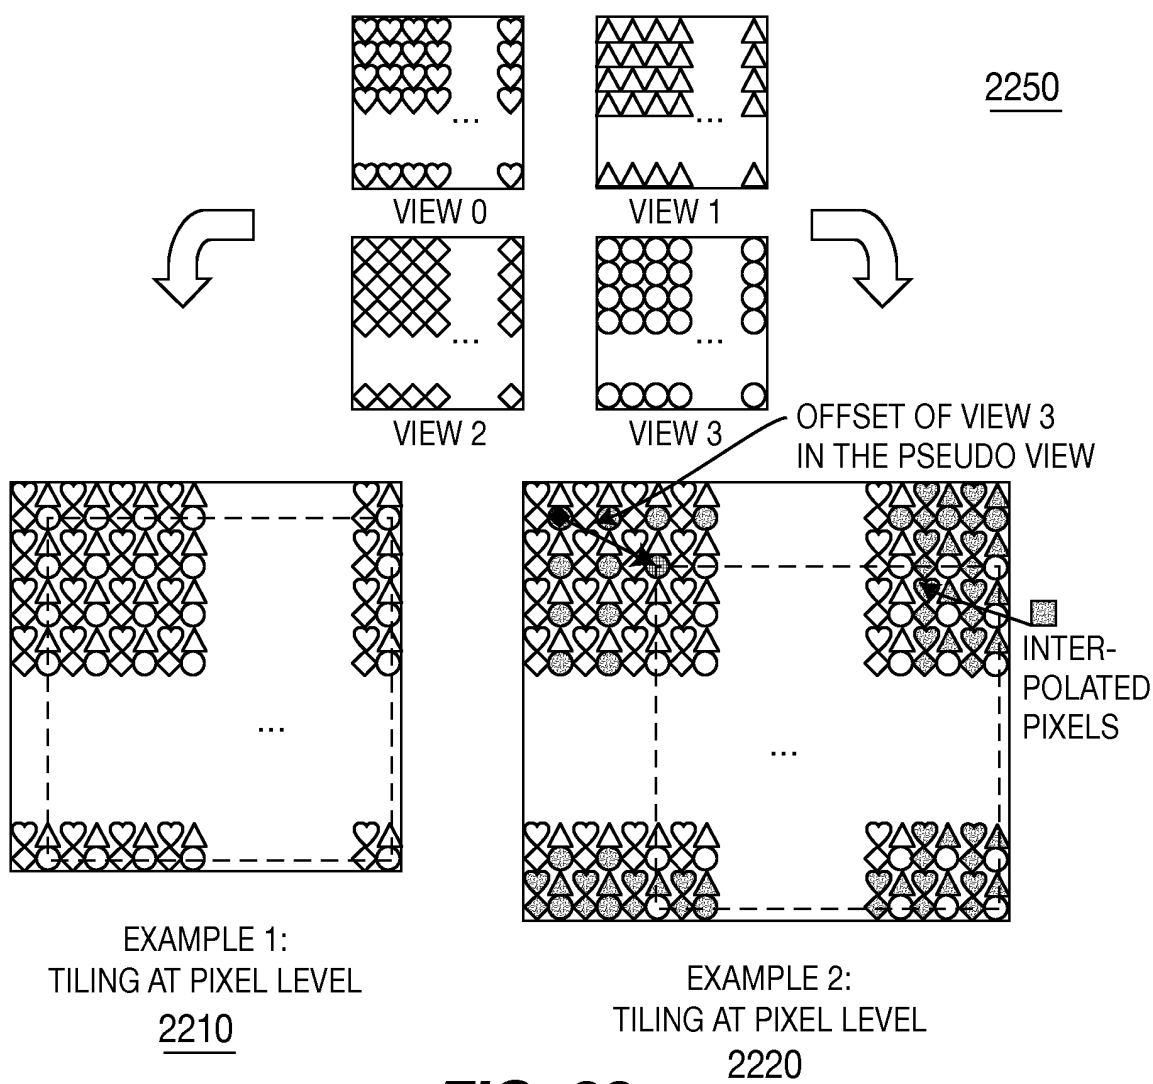 ...
...
2250
VIEW 0
VIEW 1
...
...
VIEW 2
VIEW 3
OFFSET OF VIEW 3
IN THE PSEUDO VIEW
INTER-
POLATED
PIXELS
...
...
EXAMPLE 1:
TILING AT PIXEL LEVEL
2210
EXAMPLE 2:
TILING AT PIXEL LEVEL
2220
FIG.